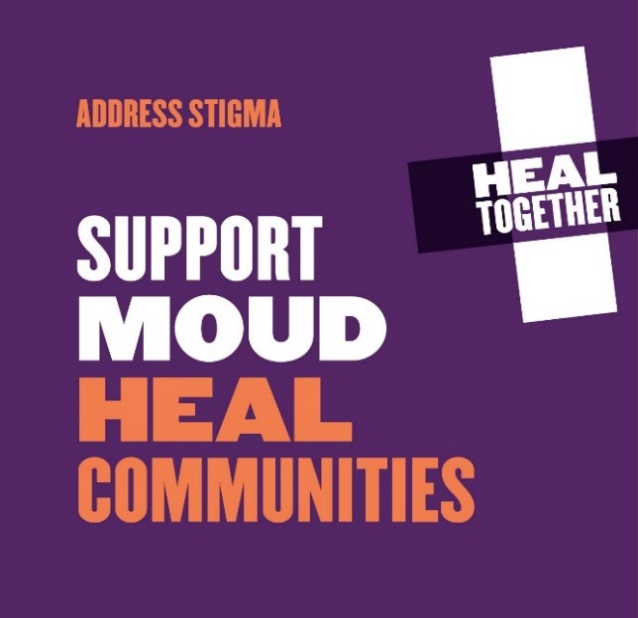 ADDRESS STIGMA
HEAL
TOGETHER
SUPPORT
MOUD
HEAL
COMMUNITIES